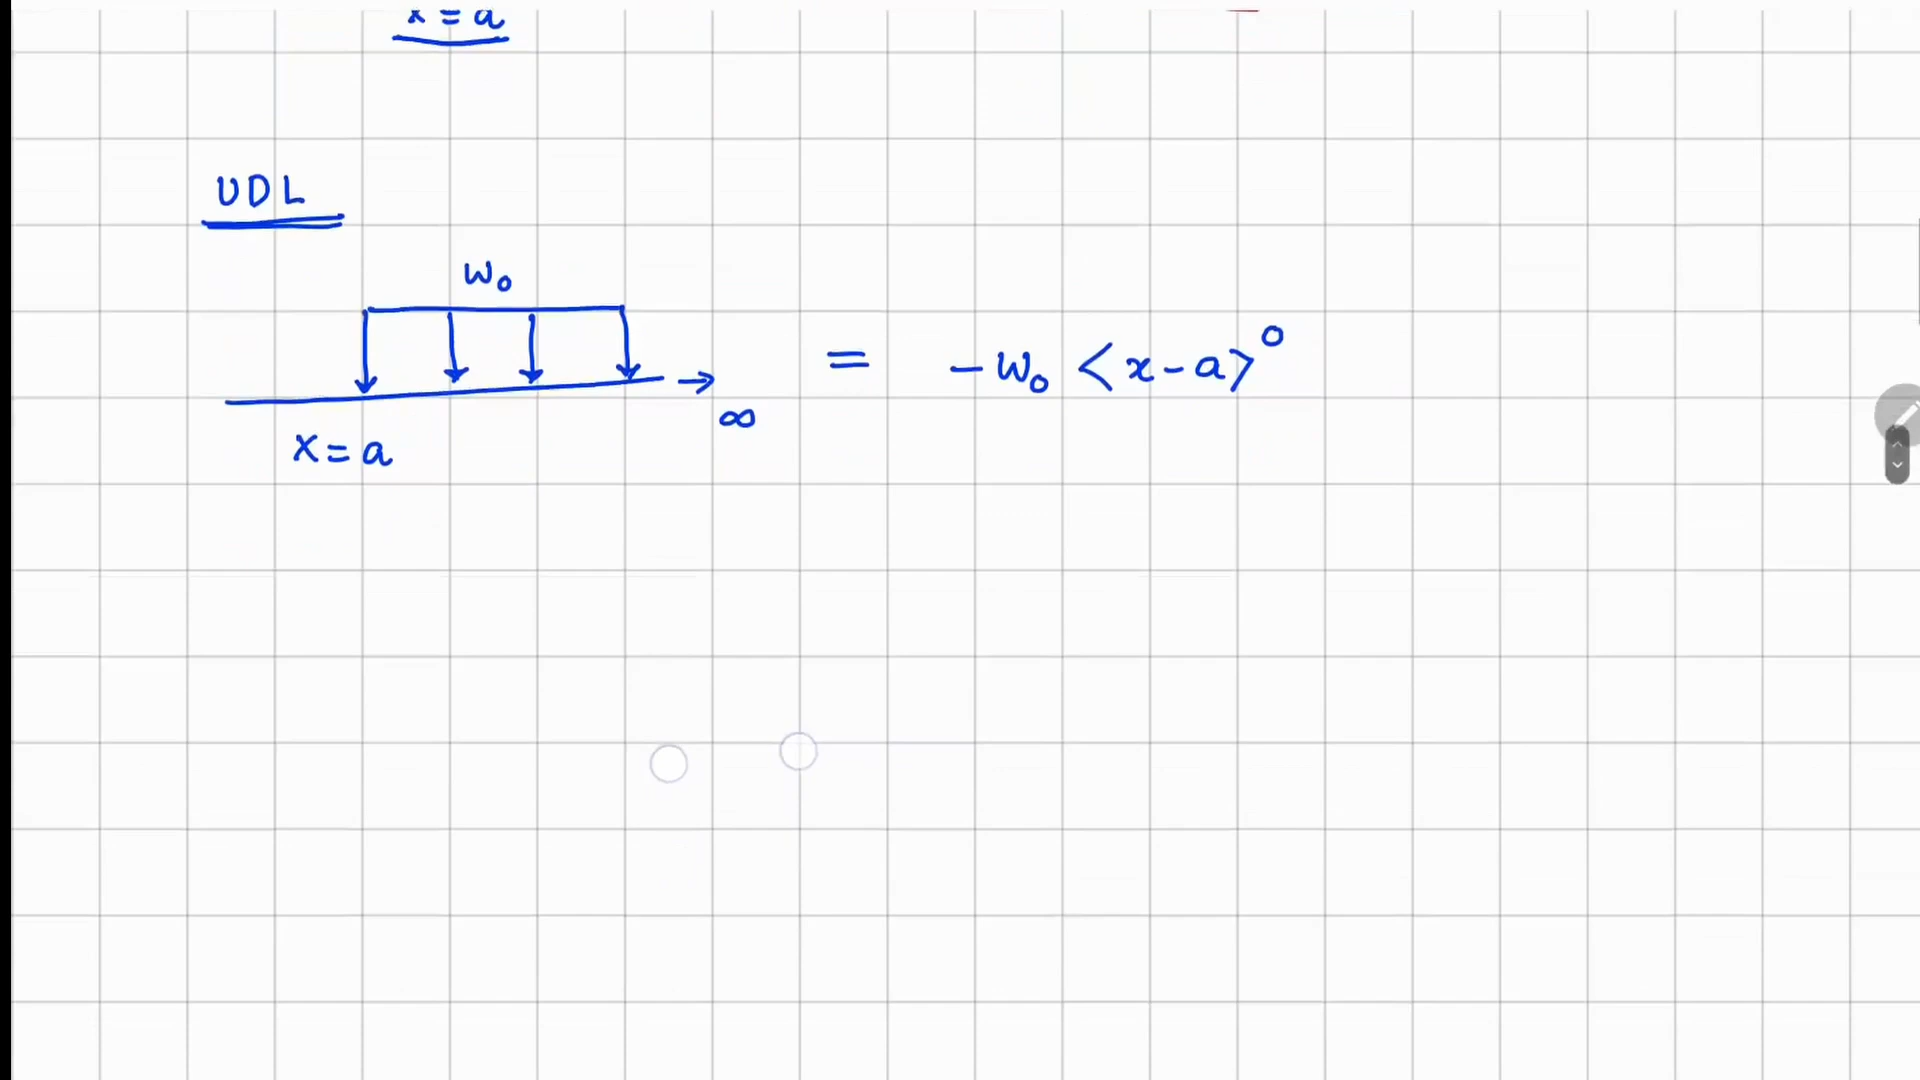 x = a
UDL
w₀
= -w₀ <x-a>⁰
→ ∞
x = a